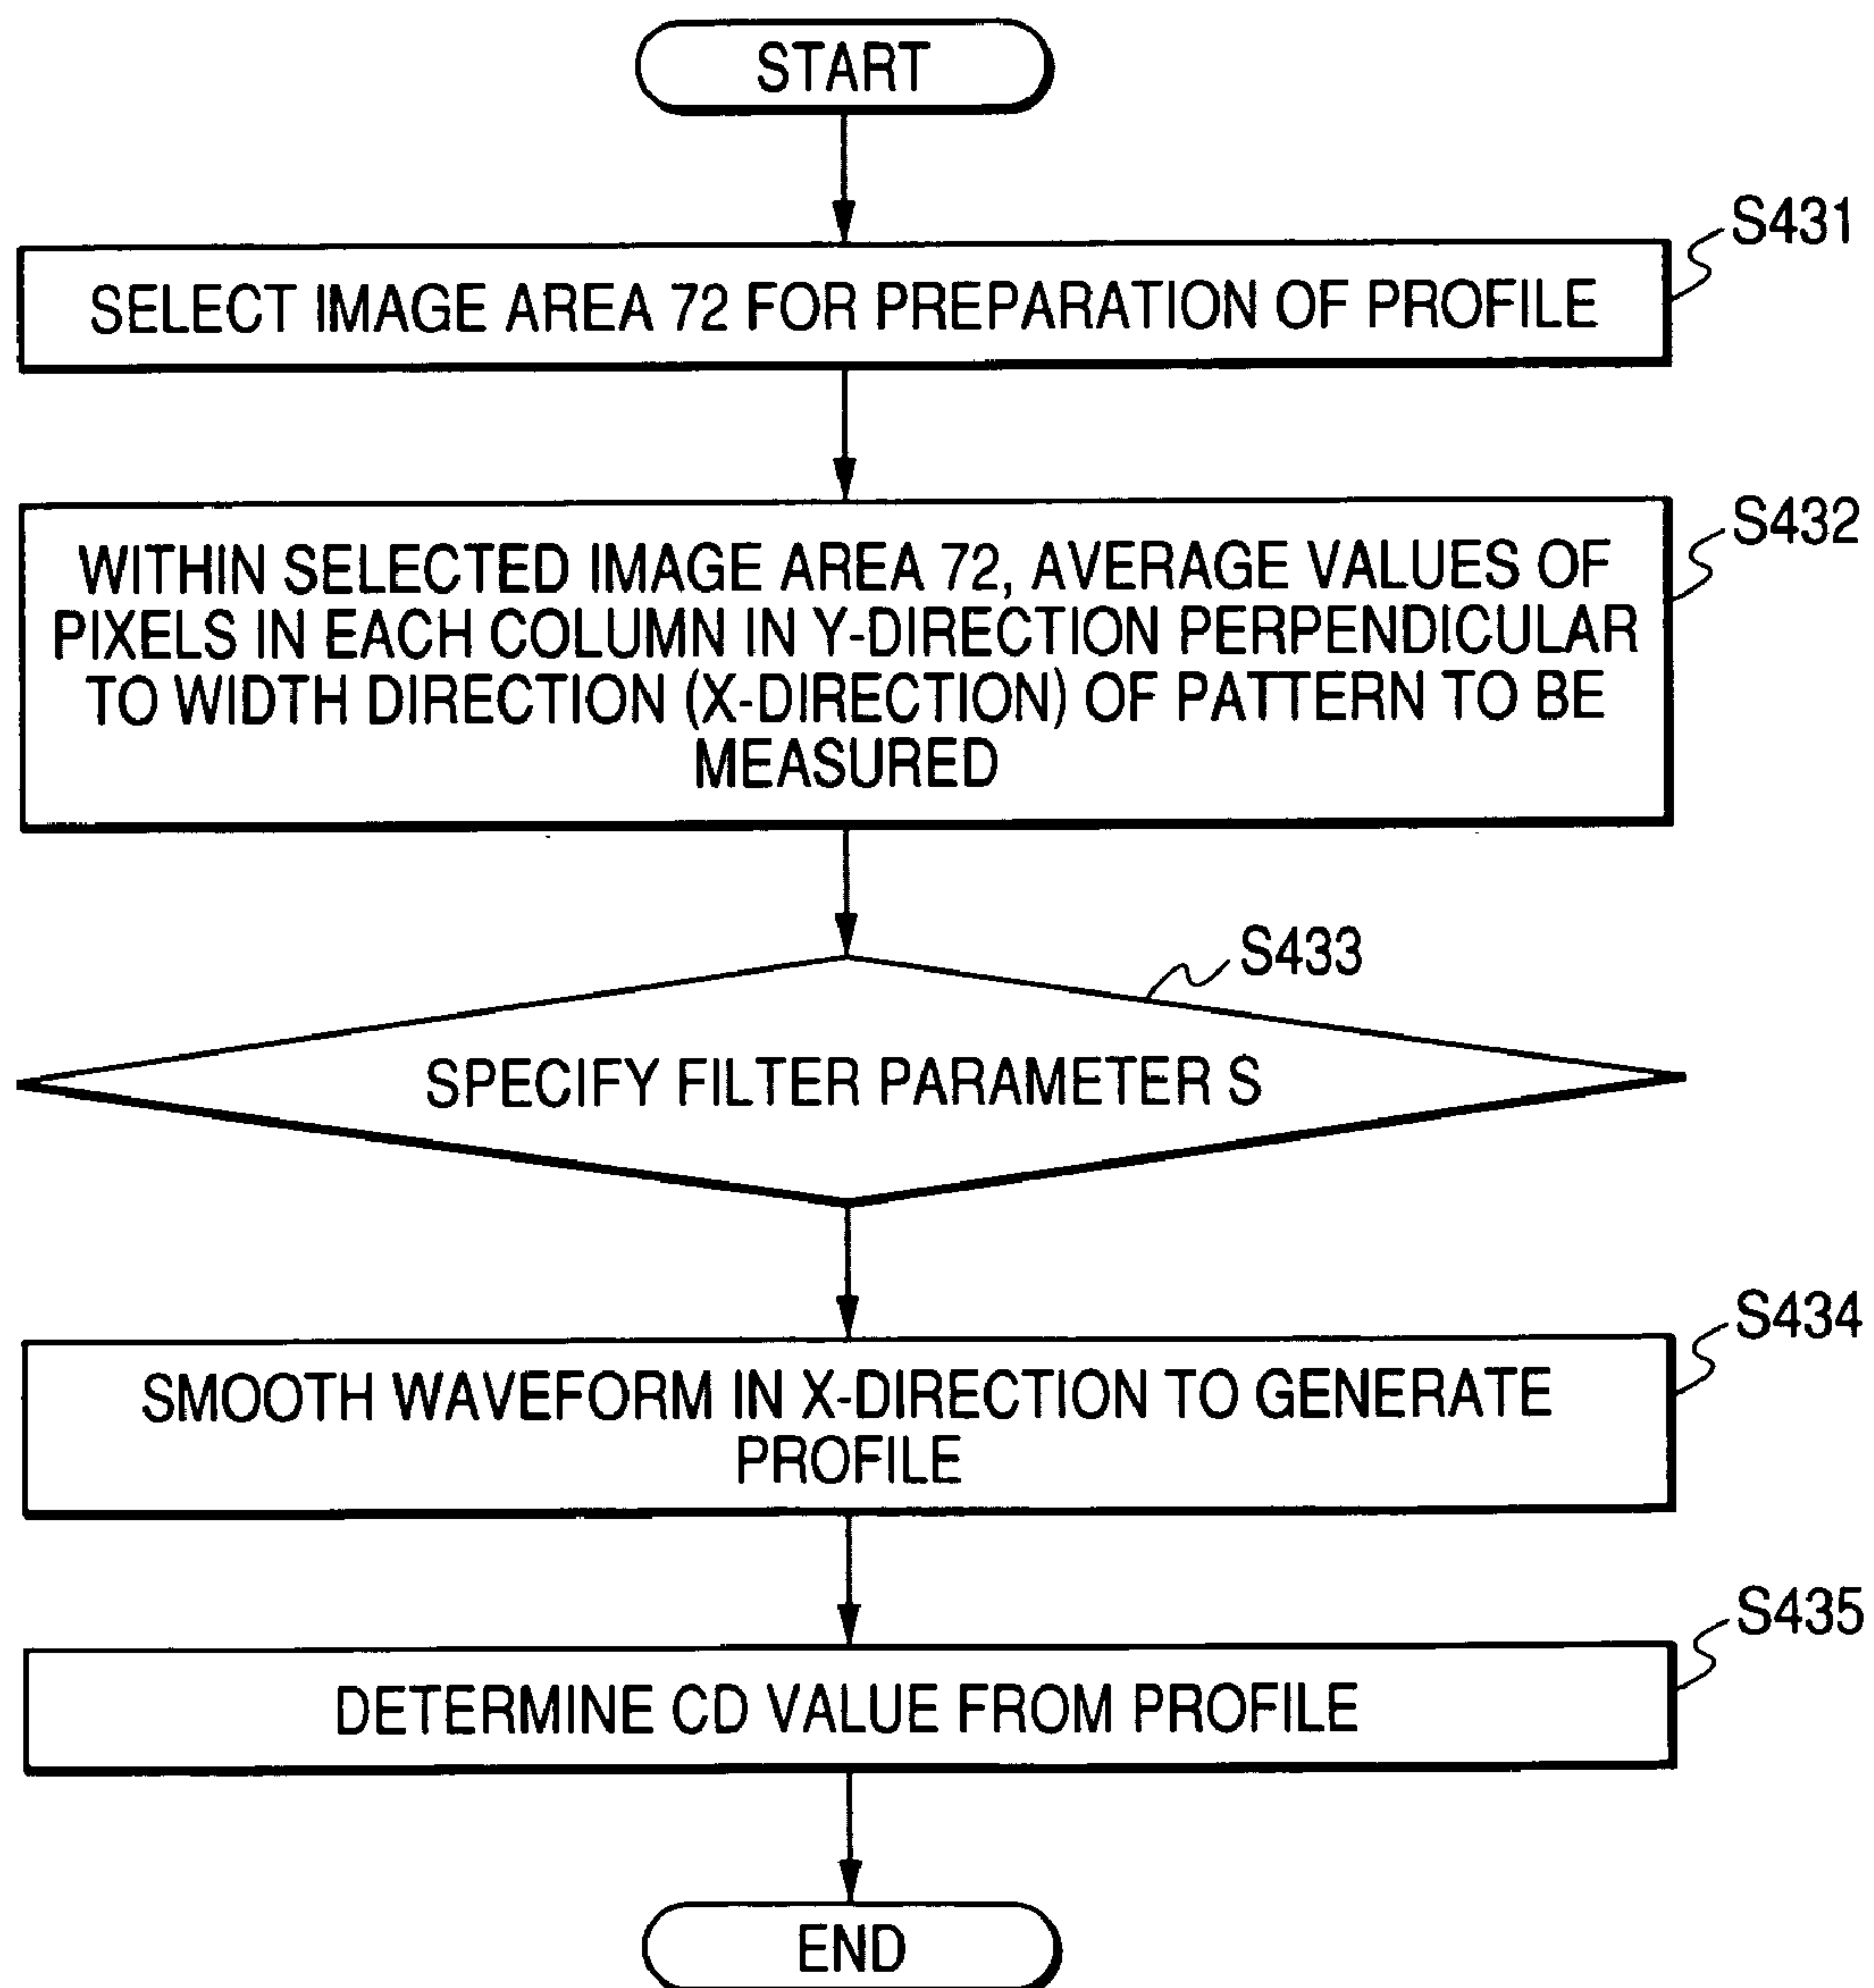 START
S431
SELECT IMAGE AREA 72 FOR PREPARATION OF PROFILE
S432
WITHIN SELECTED IMAGE AREA 72, AVERAGE VALUES OF
PIXELS IN EACH COLUMN IN Y-DIRECTION PERPENDICULAR
TO WIDTH DIRECTION (X-DIRECTION) OF PATTERN TO BE
MEASURED
S433
SPECIFY FILTER PARAMETER S
S434
SMOOTH WAVEFORM IN X-DIRECTION TO GENERATE
PROFILE
S435
DETERMINE CD VALUE FROM PROFILE
END